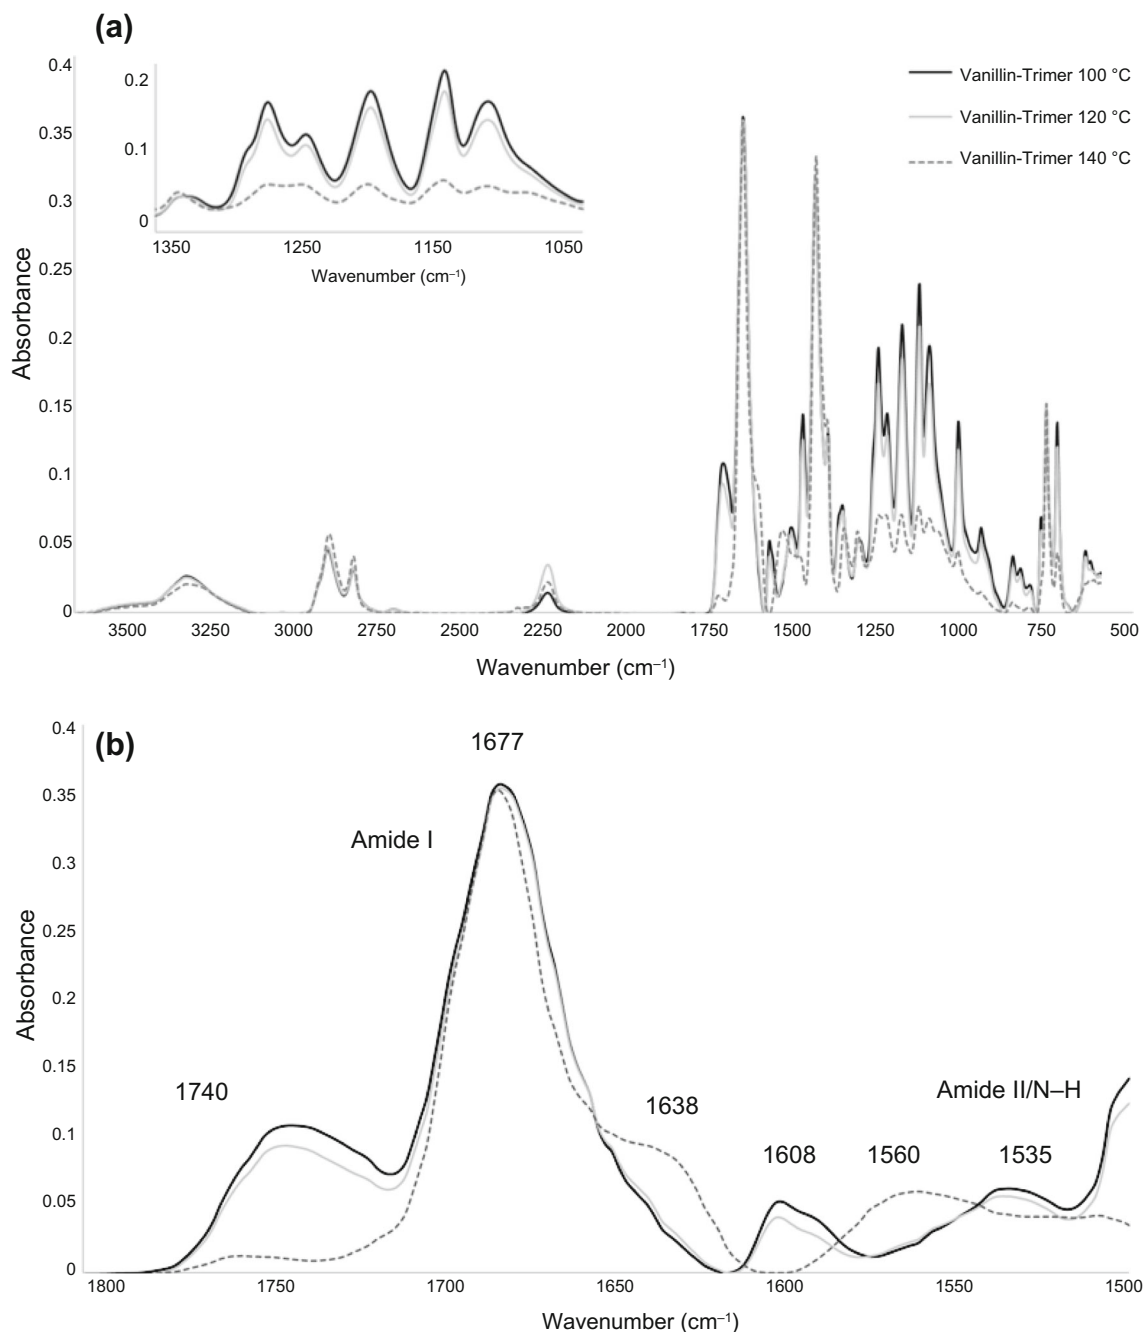 (a)
0.4
0.35
0.3
0.25
0.2
0.15
0.1
0.05
0
Absorbance
0.2
0.1
0
1350 1250 1150 1050
Wavenumber (cm⁻¹)
Vanillin-Trimer 100 °C
Vanillin-Trimer 120 °C
Vanillin-Trimer 140 °C
3500 3250 3000 2750 2500 2250 2000 1750 1500 1250 1000 750 500
Wavenumber (cm⁻¹)
(b)
0.4
0.35
0.3
0.25
0.2
0.15
0.1
0.05
0
Absorbance
1677
Amide I
1740
1638
Amide II/N–H
1608 1560 1535
1800 1750 1700 1650 1600 1550 1500
Wavenumber (cm⁻¹)